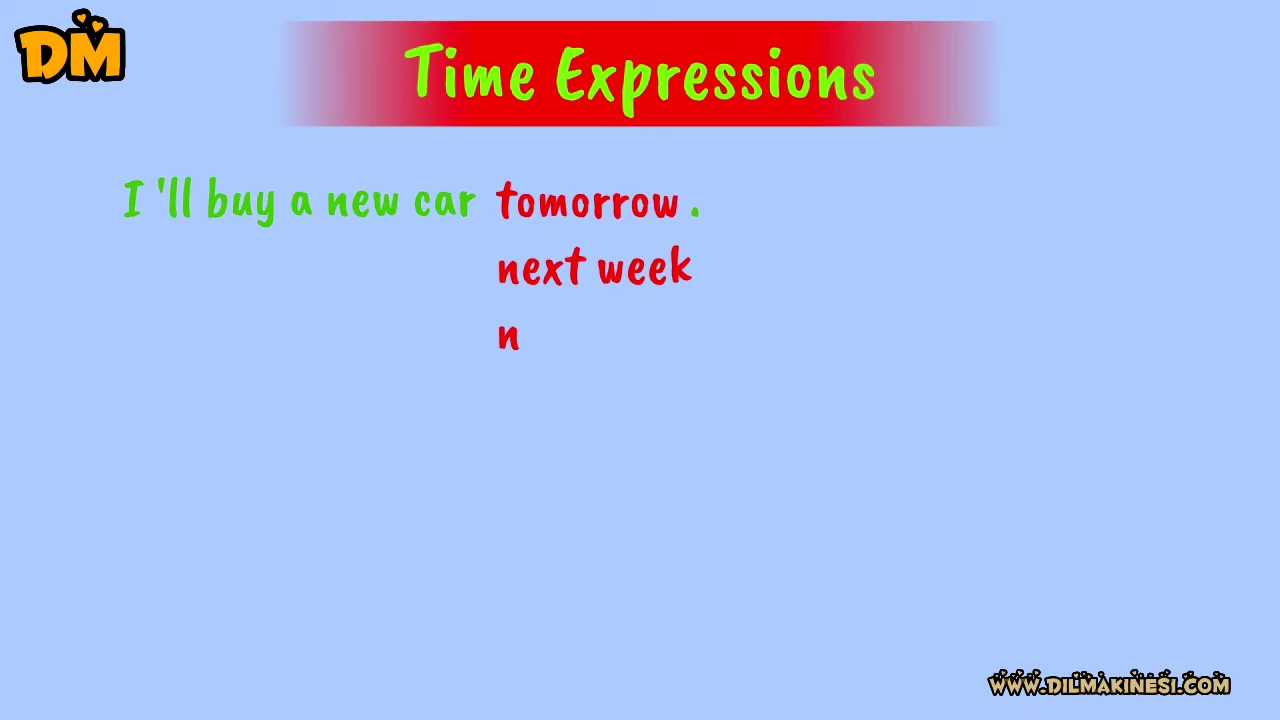 DM
Time Expressions
I 'll buy a new car tomorrow .
next week
n
WWW.DILMAKINESI.COM